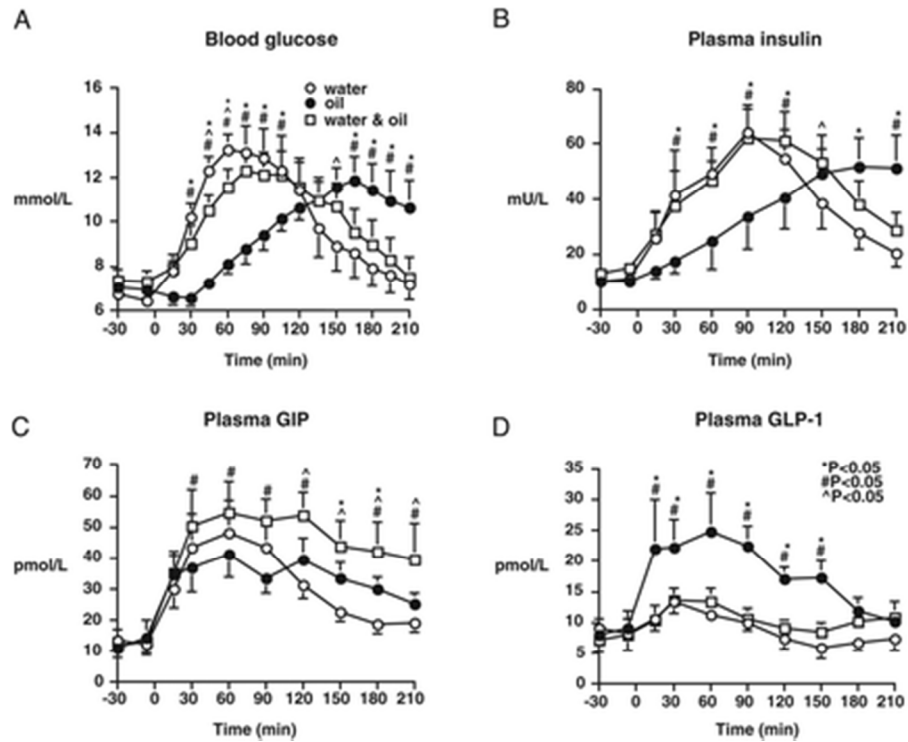 A
Blood glucose
16
14
12
mmol/L
10
8
6
* # * ^ # * ^ # * # * # * # ^ * # * # * # * #
water
oil
water & oil
-30 0 30 60 90 120 150 180 210
Time (min)
B
Plasma insulin
80
60
mU/L
40
20
0
* # * # * # * # ^ * * #
-30 0 30 60 90 120 150 180 210
Time (min)
C
Plasma GIP
70
60
50
pmol/L
40
30
20
10
0
# # # ^ # * ^ * ^ # ^ #
-30 0 30 60 90 120 150 180 210
Time (min)
D
Plasma GLP-1
35
30
25
20
pmol/L
15
10
5
0
* # * # * # * # # * * #
*P<0.05
#P<0.05
^P<0.05
-30 0 30 60 90 120 150 180 210
Time (min)